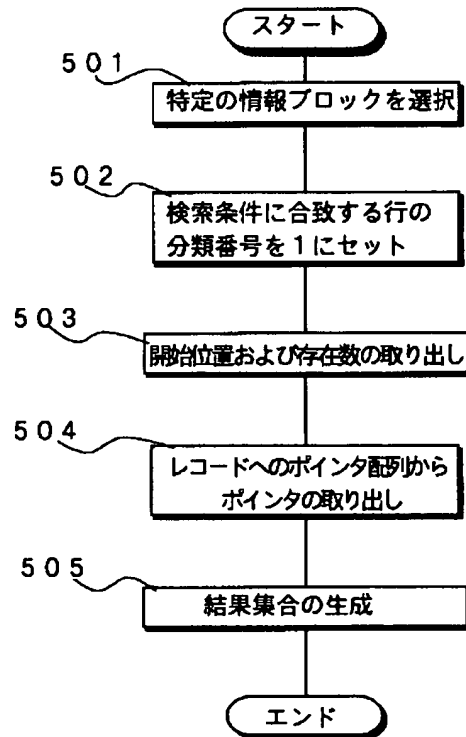 スタート
501
特定の情報ブロックを選択
502
検索条件に合致する行の
分類番号を1にセット
503
開始位置および存在数の取り出し
504
レコードへのポインタ配列から
ポインタの取り出し
505
結果集合の生成
エンド